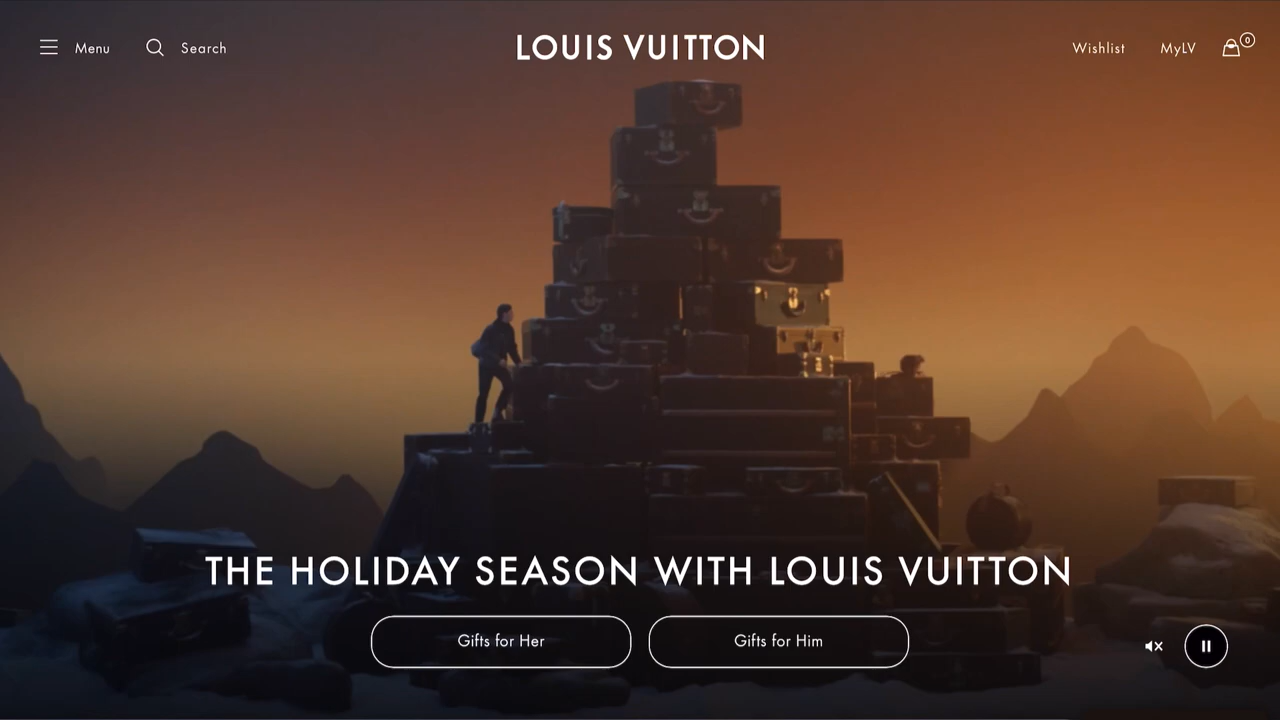 Menu
Search
LOUIS VUITTON
Wishlist
MyLV
0
THE HOLIDAY SEASON WITH LOUIS VUITTON
Gifts for Her
Gifts for Him